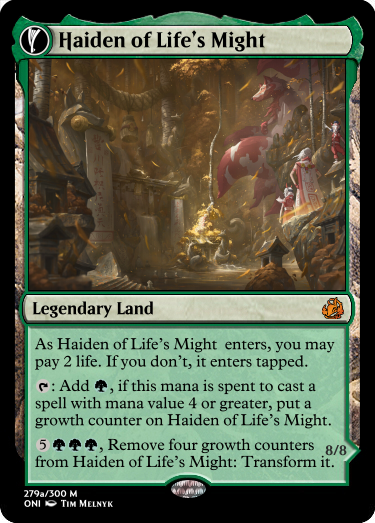 Haiden of Life's Might
Legendary Land
As Haiden of Life's Might enters, you may
pay 2 life. If you don't, it enters tapped.
: Add , if this mana is spent to cast a
spell with mana value 4 or greater, put a
growth counter on Haiden of Life's Might.
5 , Remove four growth counters
from Haiden of Life's Might: Transform it.
8/8
279a/300 M
ONI TIM MELNYK